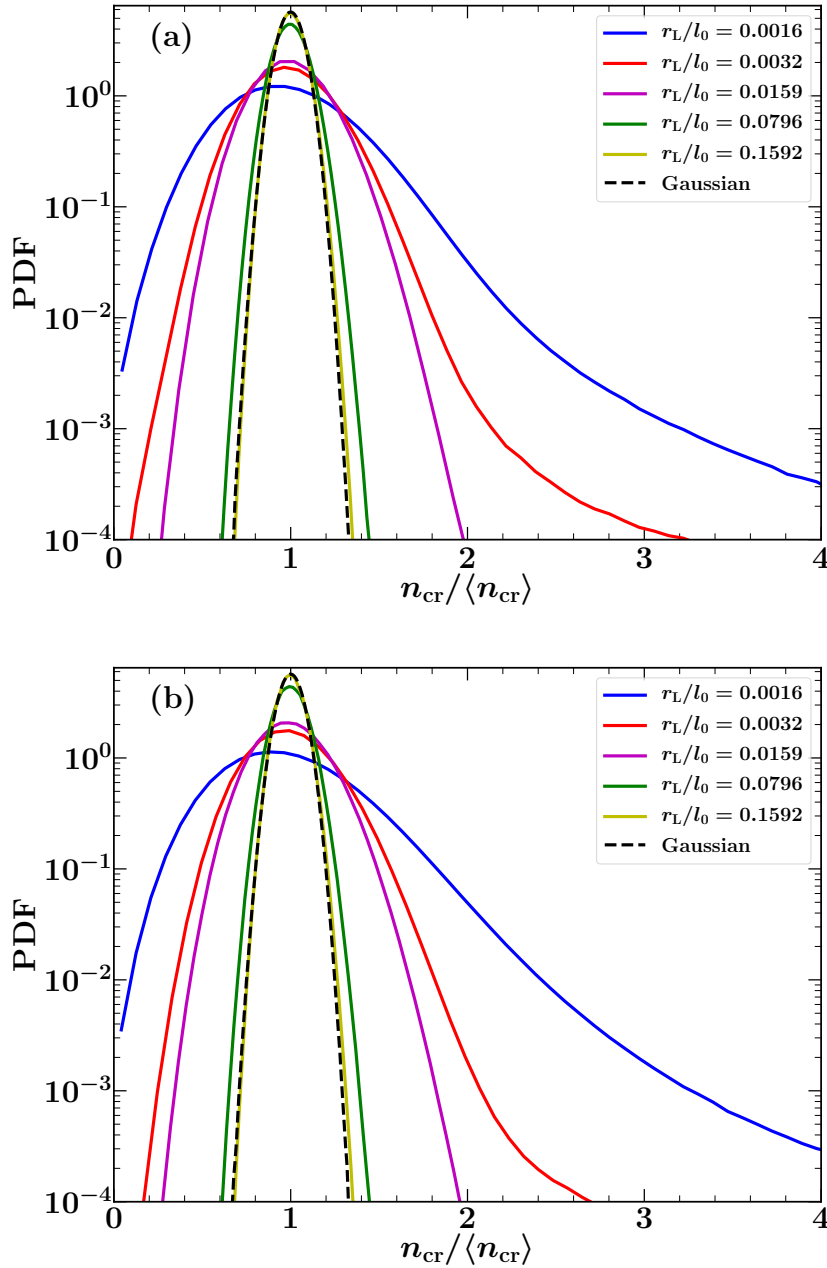 (a)
r_L/l_0 = 0.0016
r_L/l_0 = 0.0032
r_L/l_0 = 0.0159
r_L/l_0 = 0.0796
r_L/l_0 = 0.1592
Gaussian
PDF
10^0
10^−1
10^−2
10^−3
10^−4
0 1 2 3 4
n_cr/⟨n_cr⟩
(b)
r_L/l_0 = 0.0016
r_L/l_0 = 0.0032
r_L/l_0 = 0.0159
r_L/l_0 = 0.0796
r_L/l_0 = 0.1592
Gaussian
PDF
10^0
10^−1
10^−2
10^−3
10^−4
0 1 2 3 4
n_cr/⟨n_cr⟩